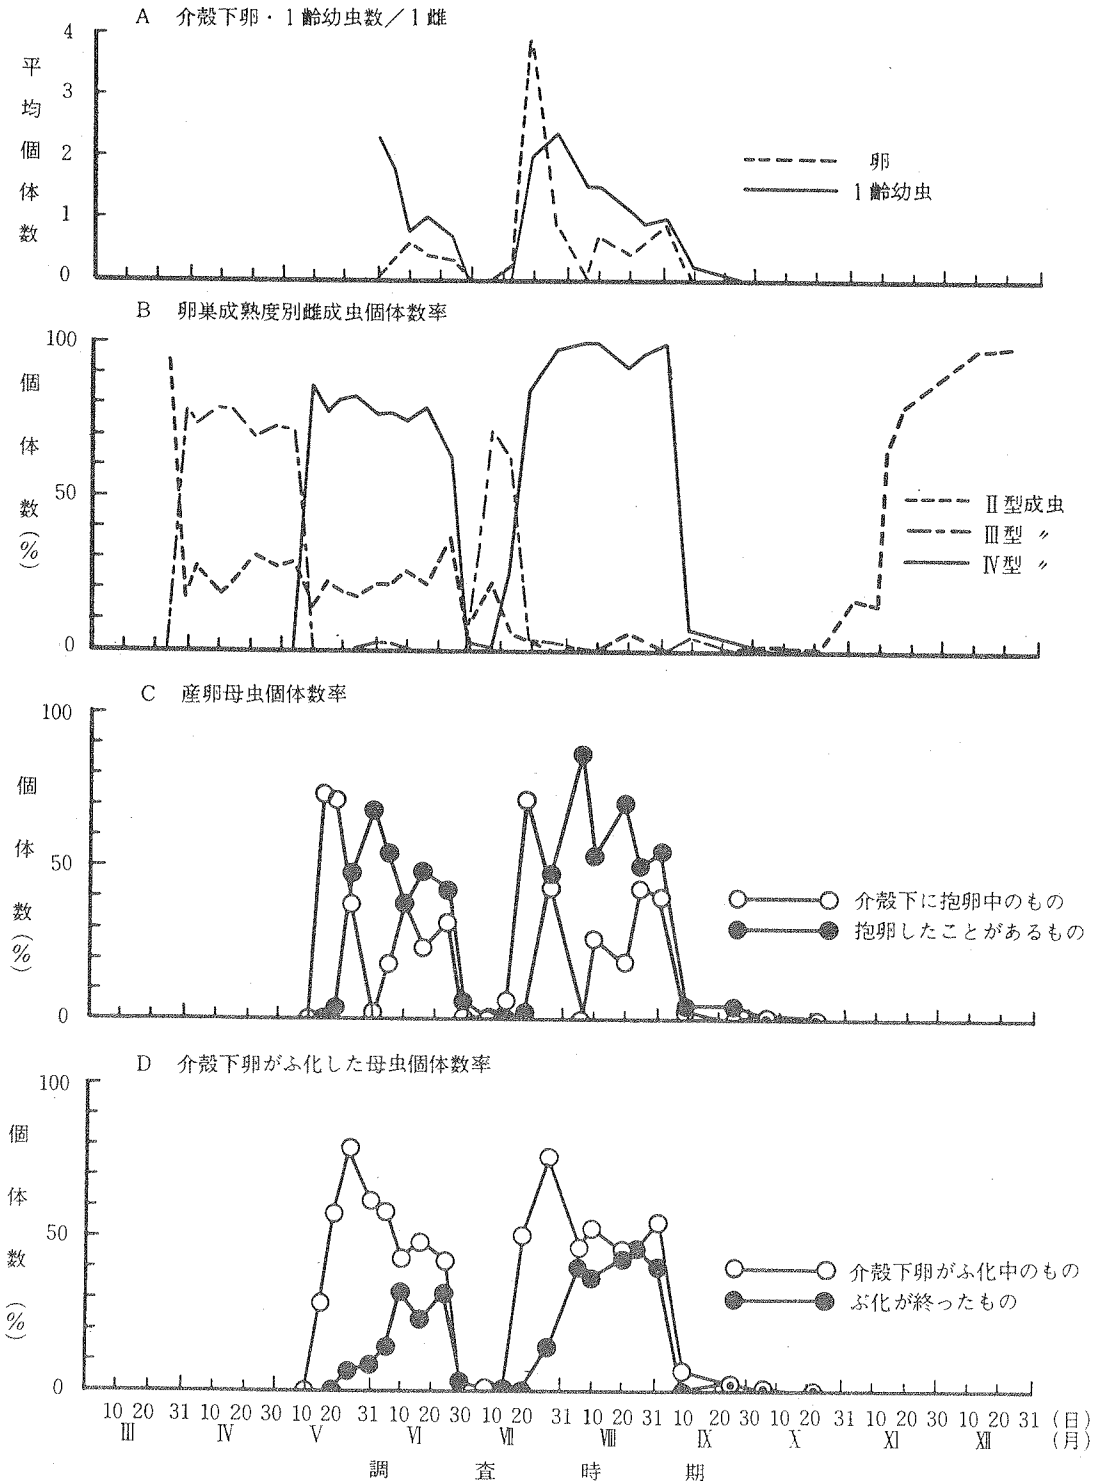 A 介殻下卵・1齢幼虫数／1雌
平均個体数
4
3
2
1
0
卵
1齢幼虫
B 卵巣成熟度別雌成虫個体数率
個体数(%)
100
50
0
Ⅱ型成虫
Ⅲ型 〃
Ⅳ型 〃
C 産卵母虫個体数率
個体数(%)
100
50
0
介殻下に抱卵中のもの
抱卵したことがあるもの
D 介殻下卵がふ化した母虫個体数率
個体数(%)
100
50
0
介殻下卵がふ化中のもの
ぶ化が終ったもの
10 20 31 10 20 30 10 20 31 10 20 30 10 20 31 10 20 31 10 20 30 10 20 31 10 20 30 10 20 31 (日)
Ⅲ Ⅳ Ⅴ Ⅵ Ⅶ Ⅷ Ⅸ Ⅹ Ⅺ Ⅻ (月)
調査時期